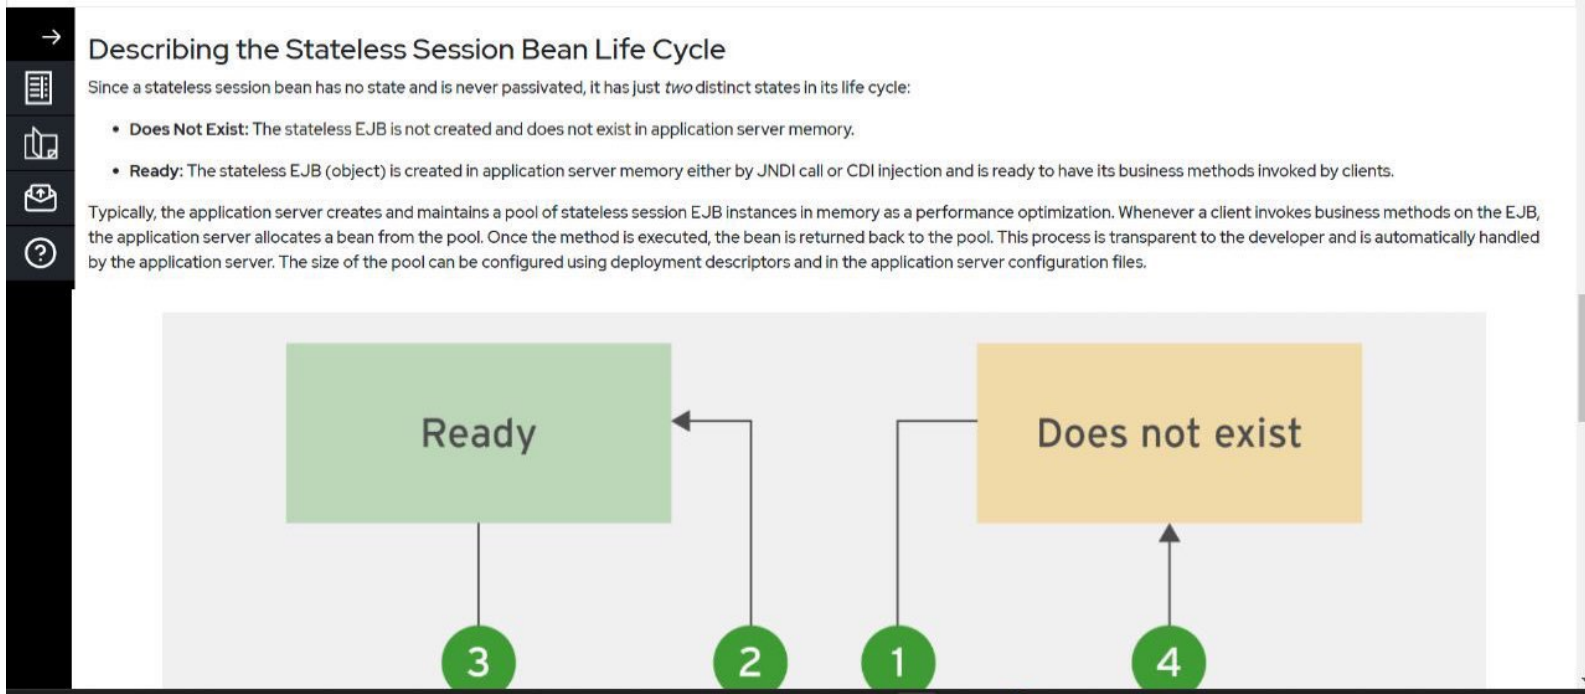 Describing the Stateless Session Bean Life Cycle
Since a stateless session bean has no state and is never passivated, it has just two distinct states in its life cycle:
• Does Not Exist: The stateless EJB is not created and does not exist in application server memory.
• Ready: The stateless EJB (object) is created in application server memory either by JNDI call or CDI injection and is ready to have its business methods invoked by clients.
Typically, the application server creates and maintains a pool of stateless session EJB instances in memory as a performance optimization. Whenever a client invokes business methods on the EJB,
the application server allocates a bean from the pool. Once the method is executed, the bean is returned back to the pool. This process is transparent to the developer and is automatically handled
by the application server. The size of the pool can be configured using deployment descriptors and in the application server configuration files.
Ready
Does not exist
3
2
1
4